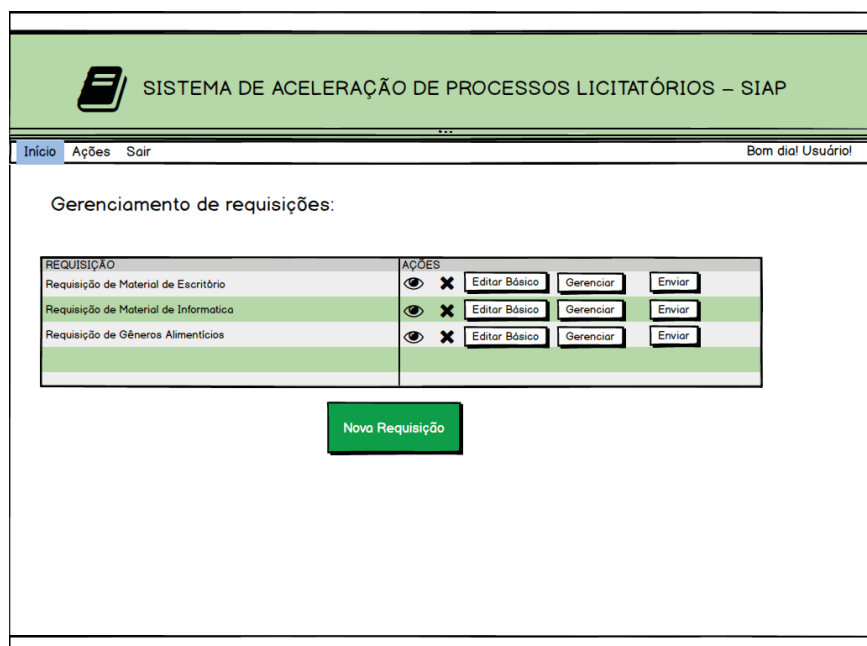 SISTEMA DE ACELERAÇÃO DE PROCESSOS LICITATÓRIOS – SIAP
Início Ações Sair Bom dia! Usuário!
Gerenciamento de requisições:
REQUISIÇÃO AÇÕES
Requisição de Material de Escritório Editar Básico Gerenciar Enviar
Requisição de Material de Informatica Editar Básico Gerenciar Enviar
Requisição de Gêneros Alimentícios Editar Básico Gerenciar Enviar
Nova Requisição